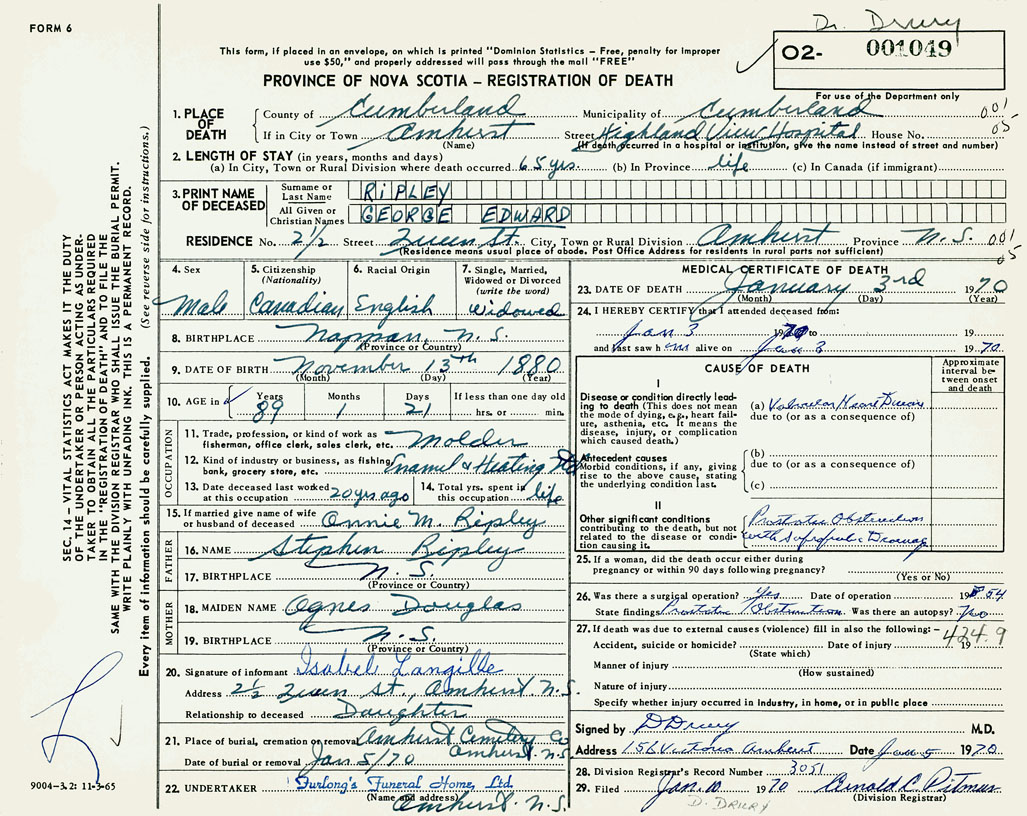 FORM 6
Dr. Drury
This form, if placed in an envelope, on which is printed "Dominion Statistics – Free, penalty for improper
use $50," and properly addressed will pass through the mail "FREE"
O2- 001049
PROVINCE OF NOVA SCOTIA – REGISTRATION OF DEATH
For use of the Department only
1. PLACE OF DEATH
County of Cumberland Municipality of Cumberland 001
If in City or Town Amherst Street Highland View Hospital House No. 05
(Name) (If death occurred in a hospital or institution, give the name instead of street and number)
2. LENGTH OF STAY (in years, months and days)
(a) In City, Town or Rural Division where death occurred 65 yrs. (b) In Province life (c) In Canada (if immigrant)
3. PRINT NAME OF DECEASED
Surname or Last Name RIPLEY
All Given or Christian Names GEORGE EDWARD
RESIDENCE No. 2½ Street Queen St. City, Town or Rural Division Amherst Province N.S. 001
(Residence means usual place of abode. Post Office Address for residents in rural parts not sufficient) 05
4. Sex
Male
5. Citizenship
(Nationality)
Canadian
6. Racial Origin
English
7. Single, Married,
Widowed or Divorced
(write the word)
Widowed
8. BIRTHPLACE Nappan, N.S.
(Province or Country)
9. DATE OF BIRTH November 13th 1880
(Month) (Day) (Year)
10. AGE in
Years Months Days If less than one day old
89 1 21 hrs. or min.
OCCUPATION
11. Trade, profession, or kind of work as
office clerk, sales clerk, etc. Molder
12. Kind of industry or business, as fishing,
bank, grocery store, etc. Enamel & Heating
13. Date deceased last worked
at this occupation 20 yrs ago
14. Total yrs. spent in
this occupation life
15. If married give name of wife
or husband of deceased Annie M. Ripley
FATHER
16. NAME Stephen Ripley
17. BIRTHPLACE N.S.
(Province or Country)
MOTHER
18. MAIDEN NAME Agnes Douglas
19. BIRTHPLACE N.S.
(Province or Country)
20. Signature of informant Isabel Langille
Address 2½ Queen St., Amherst N.S.
Relationship to deceased Daughter
21. Place of burial, cremation or removal Amherst Cemetery Co
Amherst N.S.
Date of burial or removal Jan 5/70
22. UNDERTAKER Furlong's Funeral Home, Ltd.
(Name and address)
Amherst, N.S.
MEDICAL CERTIFICATE OF DEATH
23. DATE OF DEATH January 3rd 1970
(Month) (Day) (Year)
24. I HEREBY CERTIFY that I attended deceased from:
Jan 3 1970 to 19
and last saw him alive on Jan 3 1970
CAUSE OF DEATH
Approximate
interval be-
tween onset
and death
I
Disease or condition directly lead-
ing to death (This does not mean
the mode of dying, e.g., heart fail-
ure, asthenia, etc. It means the
disease, injury, or complication
which caused death.)
(a) Valvular Heart Disease
due to (or as a consequence of)
Antecedent causes
Morbid conditions, if any, giving
rise to the above cause, stating
the underlying condition last.
(b)
due to (or as a consequence of)
(c)
II
Other significant conditions
contributing to the death, but not
related to the disease or condi-
tion causing it.
Prostatic Obstruction
with Suprapubic Drainage
25. If a woman, did the death occur either during
pregnancy or within 90 days following pregnancy?
(Yes or No)
26. Was there a surgical operation? Yes Date of operation 1954
State findings Prostatic Obstruction Was there an autopsy? No
27. If death was due to external causes (violence) fill in also the following:–
424.9
Accident, suicide or homicide? Date of injury 19
(State which)
Manner of injury
(How sustained)
Nature of injury
Specify whether injury occurred in industry, in home, or in public place
Signed by D Drury M.D.
Address 156 Victoria Amherst Date Jan 5 1970
28. Division Registrar's Record Number 3051
29. Filed Jan. 10 1970 Arnold C. Pitman
(Division Registrar)
D. DRURY
SEC. 14 – VITAL STATISTICS ACT MAKES IT THE DUTY
OF THE UNDERTAKER OR PERSON ACTING AS UNDER-
TAKER TO OBTAIN ALL THE PARTICULARS REQUIRED
IN THE "REGISTRATION OF DEATH" AND TO FILE THE
SAME WITH THE DIVISION REGISTRAR WHO SHALL ISSUE THE BURIAL PERMIT.
WRITE PLAINLY WITH UNFADING INK. THIS IS A PERMANENT RECORD.
Every item of information should be carefully supplied. (See reverse side for instructions.)
9004-3.2: 11-3-65